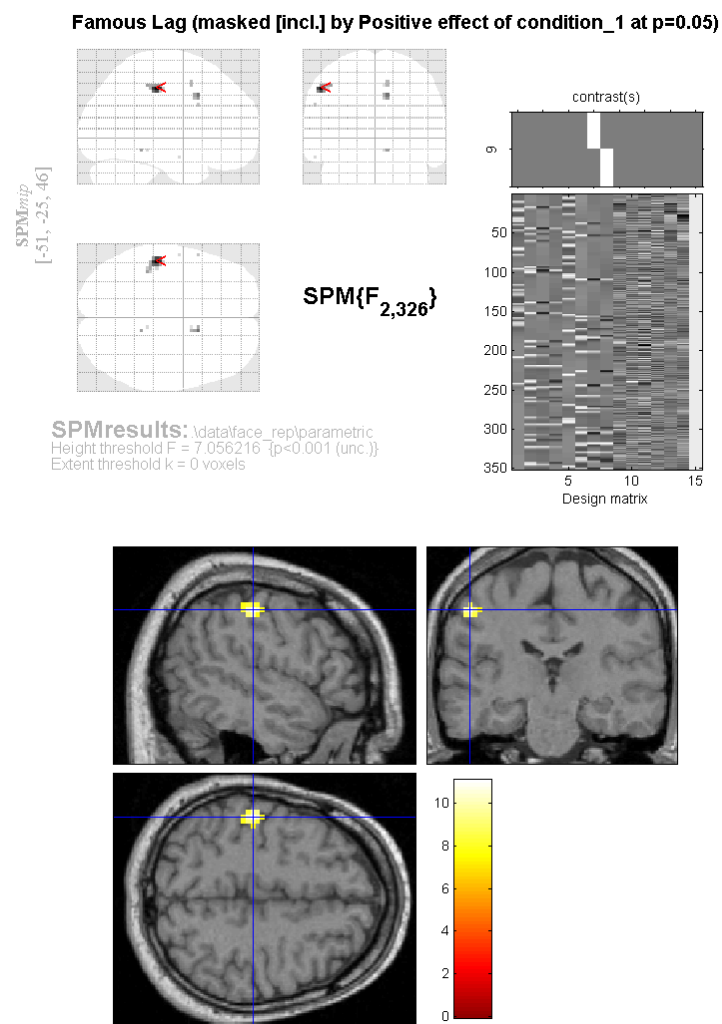 Famous Lag (masked [incl.] by Positive effect of condition_1 at p=0.05)
SPMmip
[-51, -25, 46]
SPM{F2,326}
contrast(s)
9
50
100
150
200
250
300
350
5 10 15
Design matrix
SPMresults: \data\face_rep\parametric
Height threshold F = 7.056216 {p<0.001 (unc.)}
Extent threshold k = 0 voxels
10
8
6
4
2
0